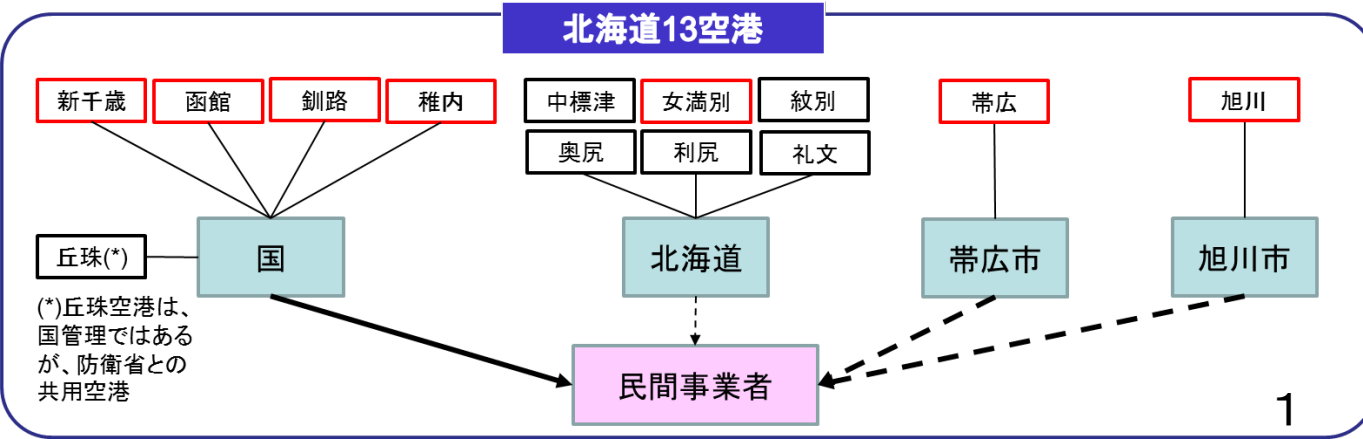 北海道13空港
新千歳
函館
釧路
稚内
中標津
女満別
紋別
帯広
旭川
奥尻
利尻
礼文
丘珠(*)
国
北海道
帯広市
旭川市
(*)丘珠空港は、
国管理ではある
が、防衛省との
共用空港
民間事業者
1